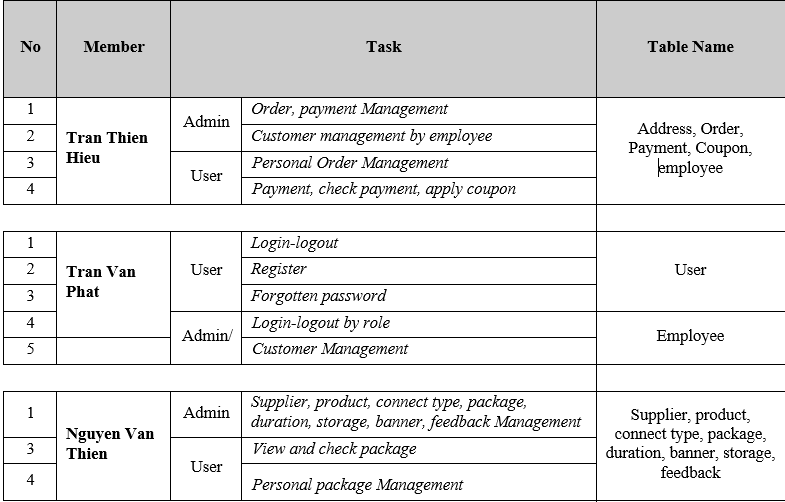 No Member Task Table Name
1 Tran Thien Hieu Admin Order, payment Management Address, Order, Payment, Coupon, employee
2 Customer management by employee
3 User Personal Order Management
4 Payment, check payment, apply coupon
1 Tran Van Phat User Login-logout User
2 Register
3 Forgotten password
4 Admin/ Login-logout by role Employee
5 Customer Management
1 Nguyen Van Thien Admin Supplier, product, connect type, package, duration, storage, banner, feedback Management Supplier, product, connect type, package, duration, banner, storage, feedback
3 User View and check package
4 Personal package Management